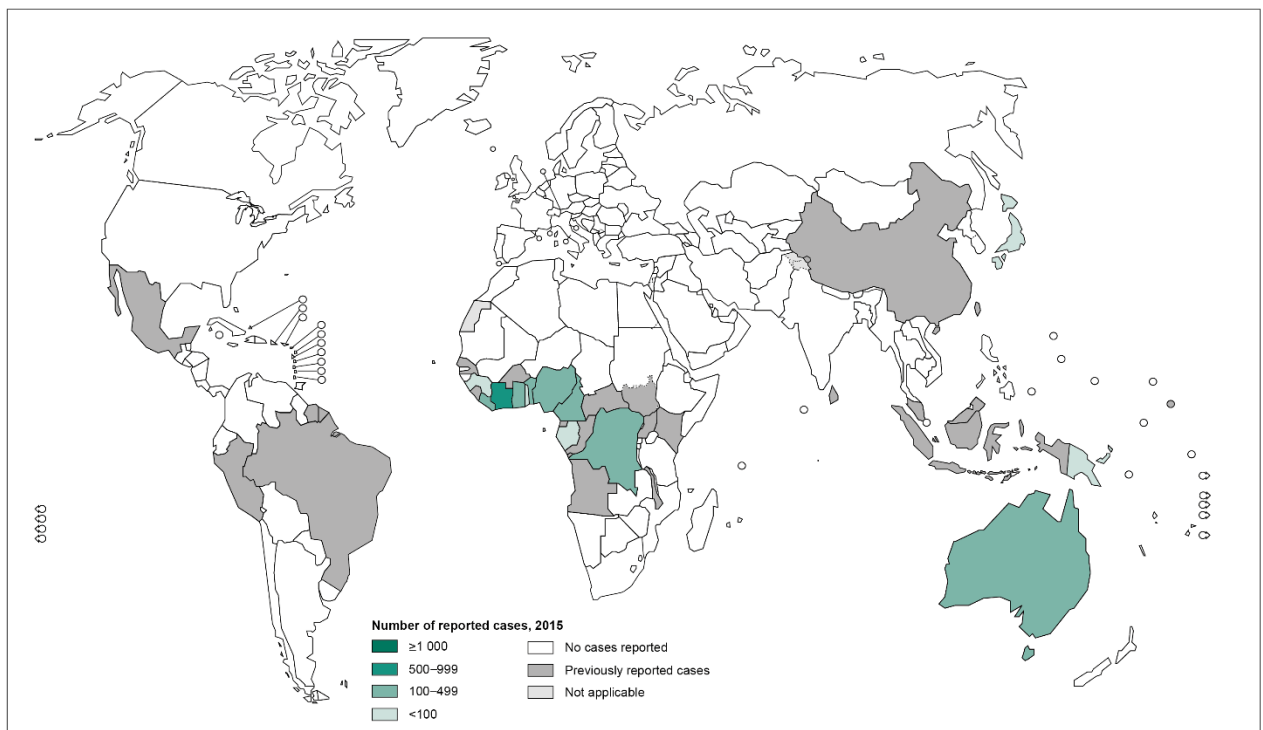 Number of reported cases, 2015
≥1 000
500–999
100–499
<100
No cases reported
Previously reported cases
Not applicable